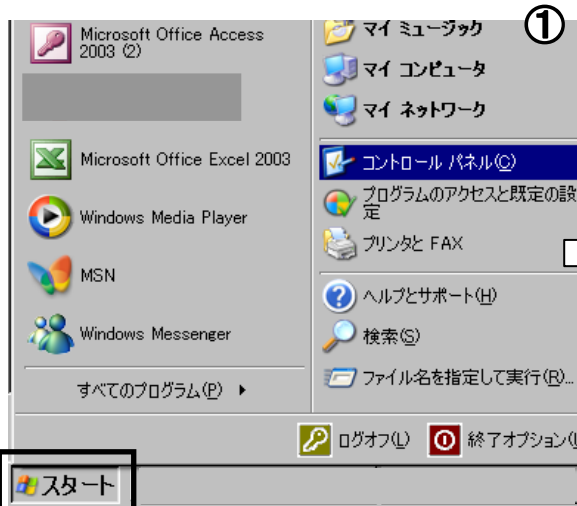 Microsoft Office Access
2003 (2)
Microsoft Office Excel 2003
Windows Media Player
MSN
Windows Messenger
すべてのプログラム(P)
①
マイ ミュージック
マイ コンピュータ
マイ ネットワーク
コントロール パネル(C)
プログラムのアクセスと既定の設
定
プリンタと FAX
ヘルプとサポート(H)
検索(S)
ファイル名を指定して実行(R)...
ログオフ(L)
終了オプション(U
スタート